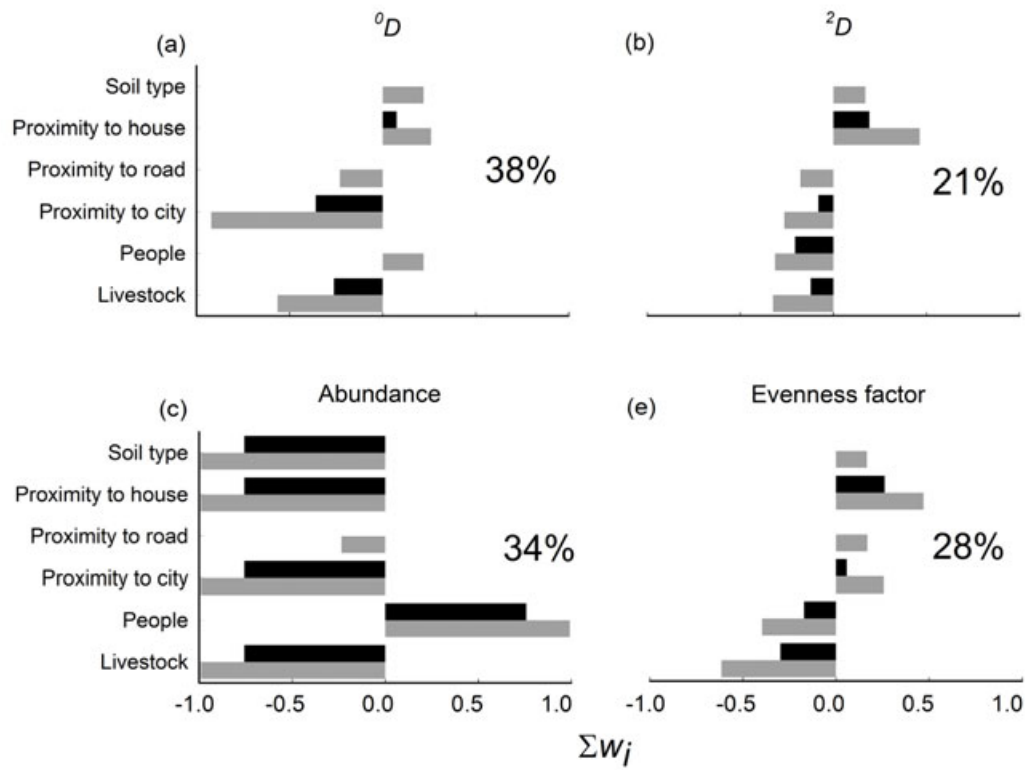 (a) ⁰D
Soil type
Proximity to house
Proximity to road
Proximity to city
People
Livestock
38%
(b) ²D
21%
(c) Abundance
Soil type
Proximity to house
Proximity to road
Proximity to city
People
Livestock
34%
-1.0 -0.5 0.0 0.5 1.0
(e) Evenness factor
28%
-1.0 -0.5 0.0 0.5 1.0
Σwᵢ